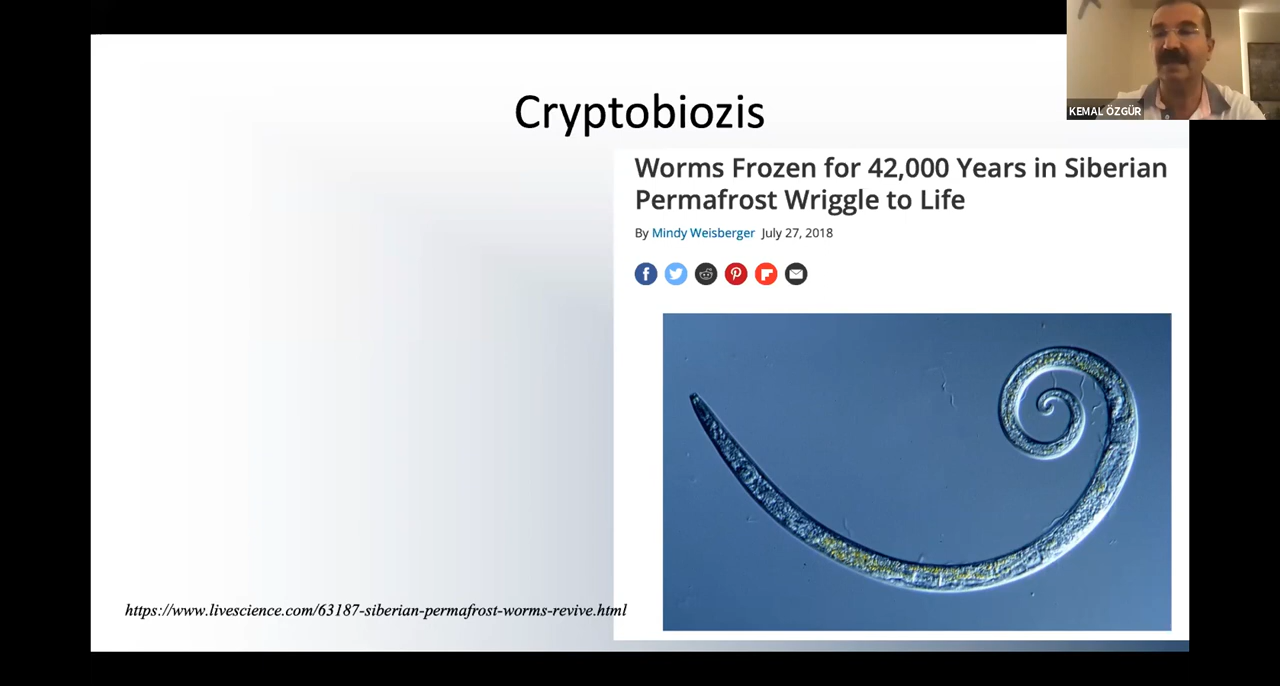 Cryptobiozis
KEMAL ÖZGÜR
Worms Frozen for 42,000 Years in Siberian
Permafrost Wriggle to Life
By Mindy Weisberger July 27, 2018
https://www.livescience.com/63187-siberian-permafrost-worms-revive.html